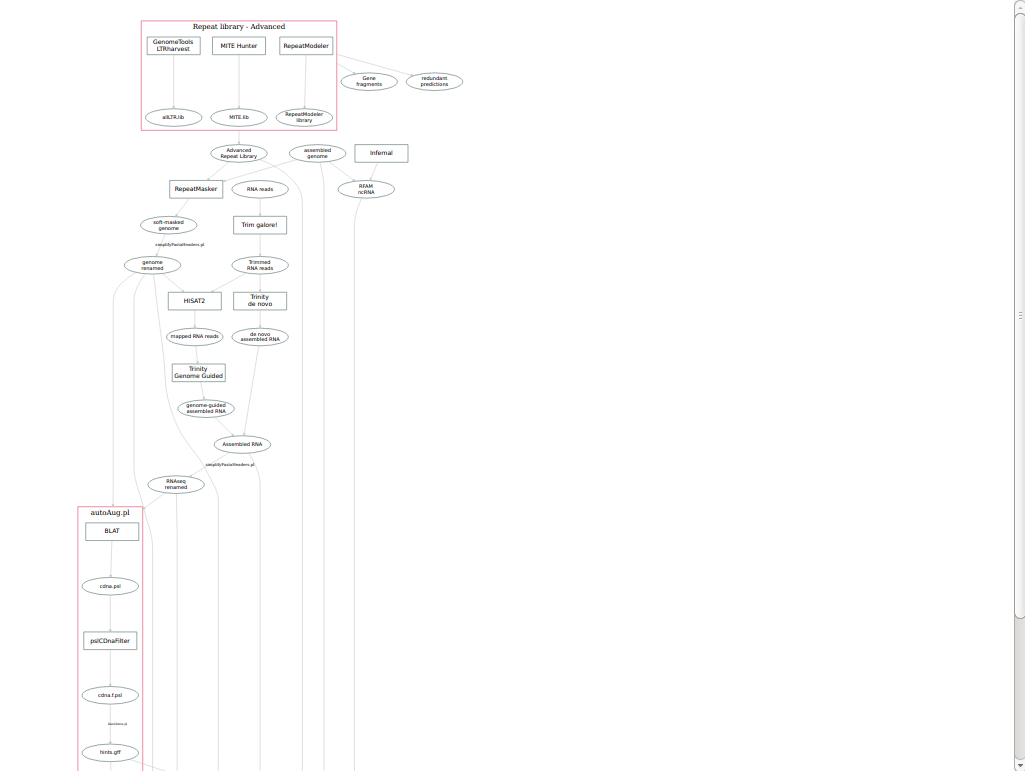 Repeat library - Advanced
GenomeTools
LTRharvest
MITE Hunter
RepeatModeler
Gene
fragments
redundant
predictions
allLTR.lib
MITE.lib
RepeatModeler
library
Advanced
Repeat Library
assembled
genome
Infernal
RepeatMasker
RNA reads
RFAM
ncRNA
soft-masked
genome
Trim galore!
simplifyFastaHeaders.pl
genome
renamed
Trimmed
RNA reads
HISAT2
Trinity
de novo
mapped RNA reads
de novo
assembled RNA
Trinity
Genome Guided
genome-guided
assembled RNA
Assembled RNA
simplifyFastaHeaders.pl
RNAseq
renamed
autoAug.pl
BLAT
cdna.psl
pslCDnaFilter
cdna.f.psl
hints.gff